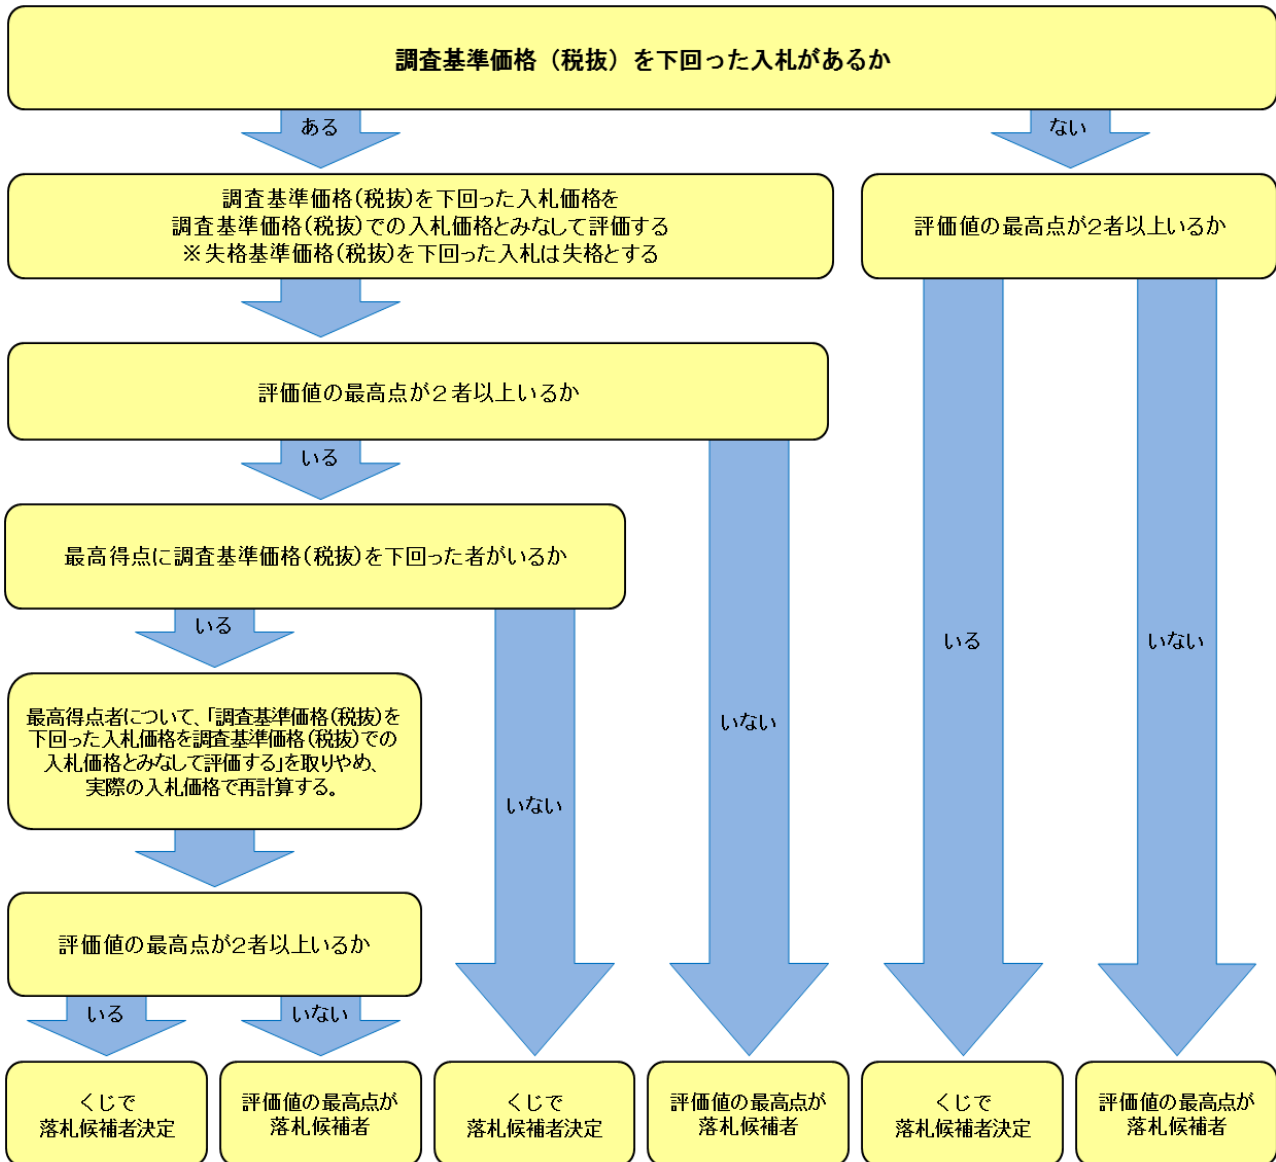 調査基準価格（税抜）を下回った入札があるか
ある
ない
調査基準価格(税抜)を下回った入札価格を
調査基準価格(税抜)での入札価格とみなして評価する
※失格基準価格(税抜)を下回った入札は失格とする
評価値の最高点が2者以上いるか
評価値の最高点が２者以上いるか
いる
最高得点に調査基準価格(税抜)を下回った者がいるか
いる
いる
いない
最高得点者について、「調査基準価格(税抜)を
下回った入札価格を調査基準価格(税抜)での
入札価格とみなして評価する」を取りやめ、
実際の入札価格で再計算する。
いない
いない
評価値の最高点が2者以上いるか
いる
いない
くじで
落札候補者決定
評価値の最高点が
落札候補者
くじで
落札候補者決定
評価値の最高点が
落札候補者
くじで
落札候補者決定
評価値の最高点が
落札候補者